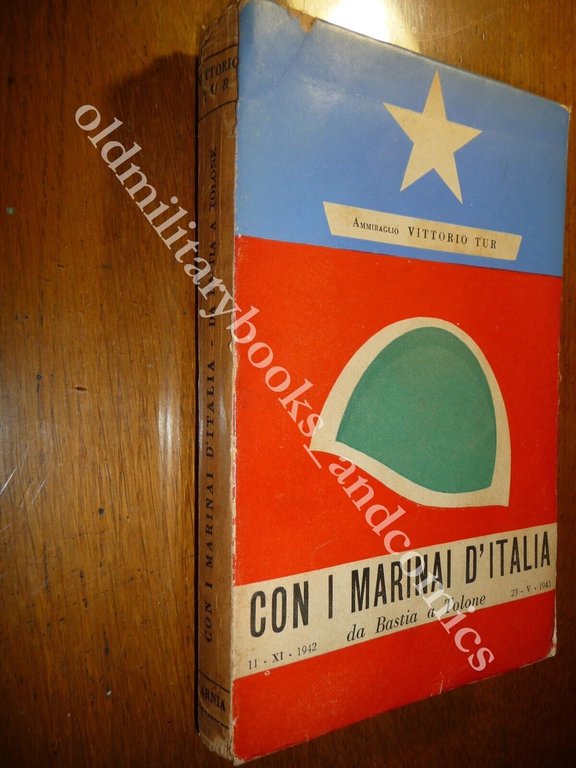 VITTORIO
TUR
CON I MARINAI D'ITALIA - DA BASTIA A TOLONE
AMMIRAGLIO VITTORIO TUR
CON I MARINAI D'ITALIA
da Bastia a Tolone
11 - XI - 1942
23 - V - 1943
oldmilitarybooks_andcomics